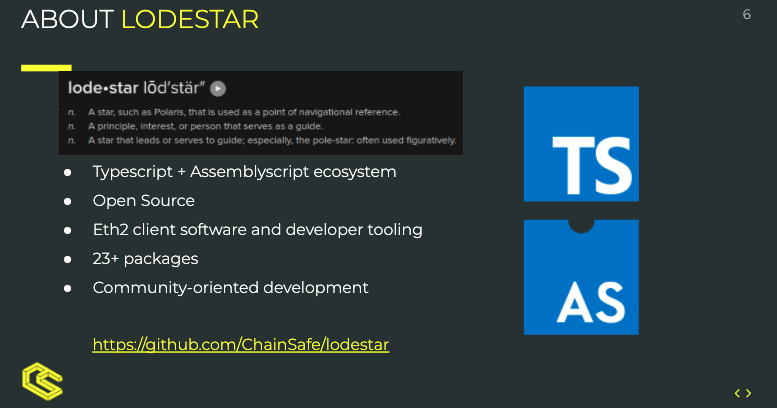 ABOUT LODESTAR
6
lode•star lōd′stär″
n. A star, such as Polaris, that is used as a point of navigational reference.
n. A principle, interest, or person that serves as a guide.
n. A star that leads or serves to guide; especially, the pole-star: often used figuratively.
● Typescript + Assemblyscript ecosystem
● Open Source
● Eth2 client software and developer tooling
● 23+ packages
● Community-oriented development
https://github.com/ChainSafe/lodestar
TS
AS
CS
< >